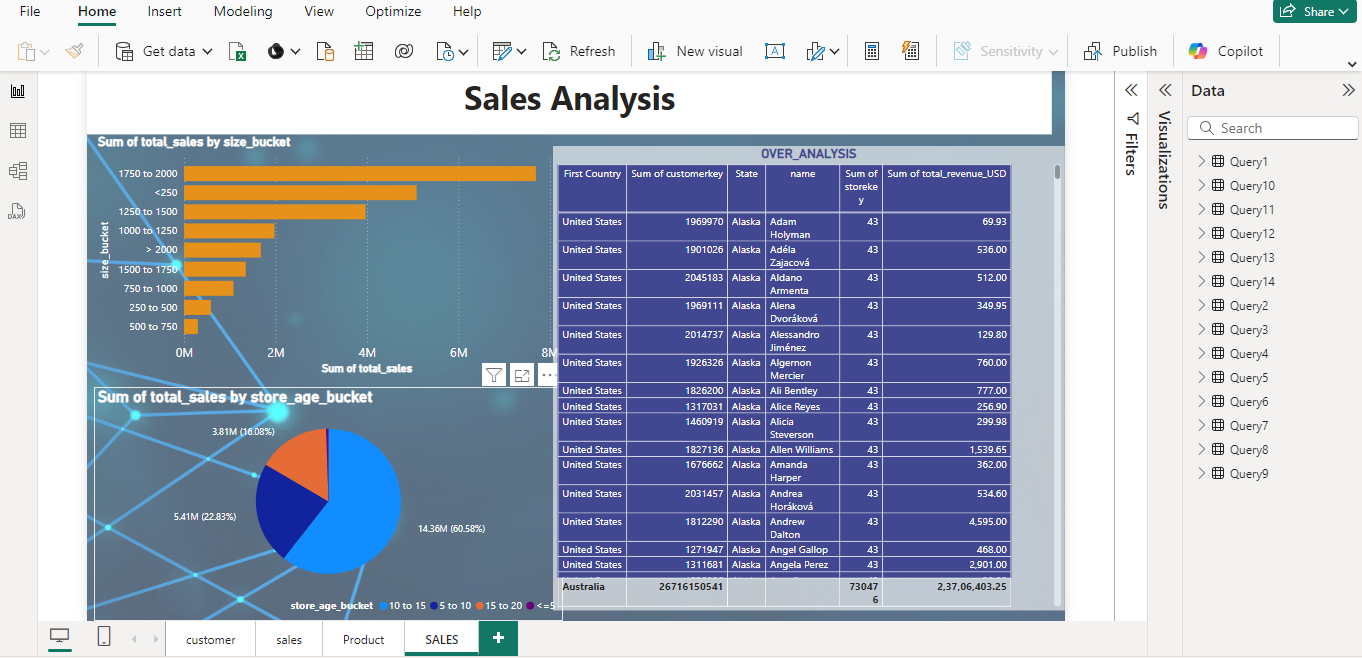 File Home Insert Modeling View Optimize Help Share
Get data Refresh New visual Sensitivity Publish Copilot
Sales Analysis
Sum of total_sales by size_bucket
size_bucket
1750 to 2000
<250
1250 to 1500
1000 to 1250
> 2000
1500 to 1750
750 to 1000
250 to 500
500 to 750
0M 2M 4M 6M 8M
Sum of total_sales
Sum of total_sales by store_age_bucket
3.81M (16.08%)
5.41M (22.83%)
14.36M (60.58%)
store_age_bucket 10 to 15 5 to 10 15 to 20 <=5
OVER_ANALYSIS
First Country Sum of customerkey State name Sum of storeke y Sum of total_revenue_USD
United States 1969970 Alaska Adam Holyman 43 69.93
United States 1901026 Alaska Adéla Zajacová 43 536.00
United States 2045183 Alaska Aldano Armenta 43 512.00
United States 1969111 Alaska Alena Dvoráková 43 349.95
United States 2014737 Alaska Alessandro Jiménez 43 129.80
United States 1926326 Alaska Algernon Mercier 43 760.00
United States 1826200 Alaska Ali Bentley 43 777.00
United States 1317031 Alaska Alice Reyes 43 256.90
United States 1460919 Alaska Alicia Steverson 43 299.98
United States 1827136 Alaska Allen Williams 43 1,539.65
United States 1676662 Alaska Amanda Harper 43 362.00
United States 2031457 Alaska Andrea Horáková 43 534.60
United States 1812290 Alaska Andrew Dalton 43 4,595.00
United States 1271947 Alaska Angel Gallop 43 468.00
United States 1311681 Alaska Angela Perez 43 2,901.00
Australia 26716150541 73047 6 2,37,06,403.25
Filters
Visualizations
Data
Search
Query1
Query10
Query11
Query12
Query13
Query14
Query2
Query3
Query4
Query5
Query6
Query7
Query8
Query9
customer sales Product SALES +